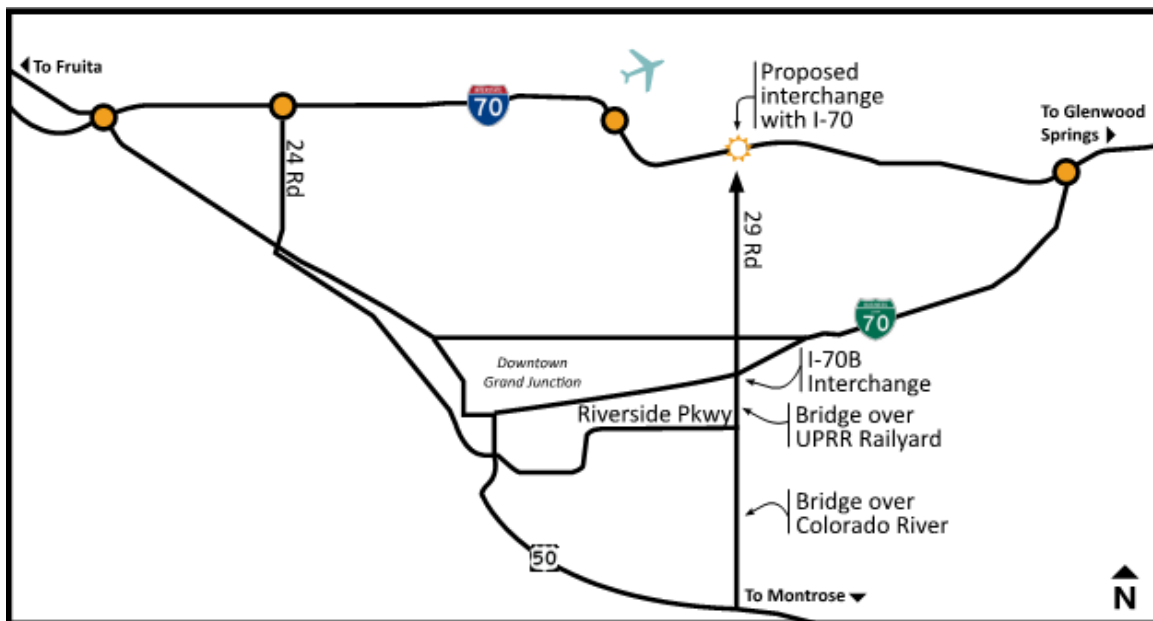 To Fruita
Proposed
interchange
with I-70
To Glenwood
Springs
70
24 Rd
29 Rd
70
Downtown
Grand Junction
I-70B
Interchange
Riverside Pkwy
Bridge over
UPRR Railyard
Bridge over
Colorado River
50
To Montrose
N